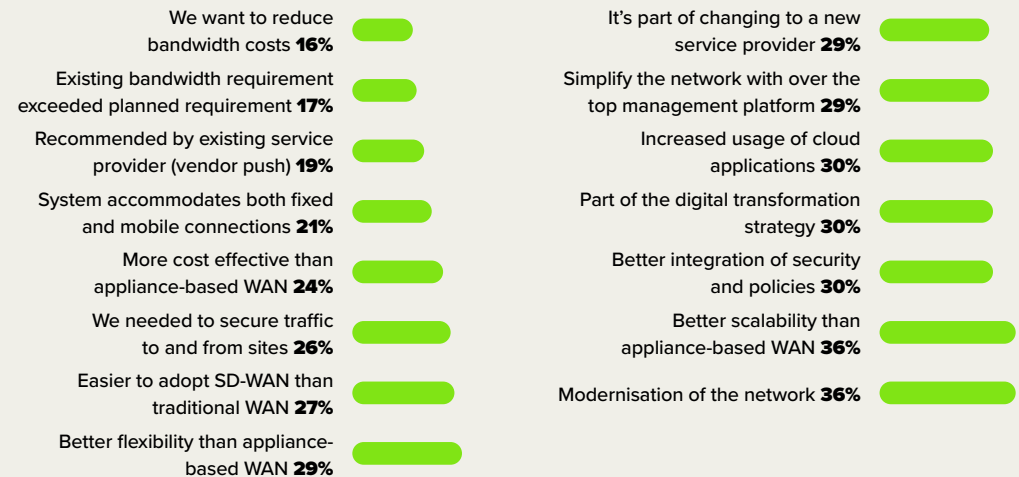 We want to reduce
bandwidth costs 16%
Existing bandwidth requirement
exceeded planned requirement 17%
Recommended by existing service
provider (vendor push) 19%
System accommodates both fixed
and mobile connections 21%
More cost effective than
appliance-based WAN 24%
We needed to secure traffic
to and from sites 26%
Easier to adopt SD-WAN than
traditional WAN 27%
Better flexibility than appliance-
based WAN 29%
It’s part of changing to a new
service provider 29%
Simplify the network with over the
top management platform 29%
Increased usage of cloud
applications 30%
Part of the digital transformation
strategy 30%
Better integration of security
and policies 30%
Better scalability than
appliance-based WAN 36%
Modernisation of the network 36%